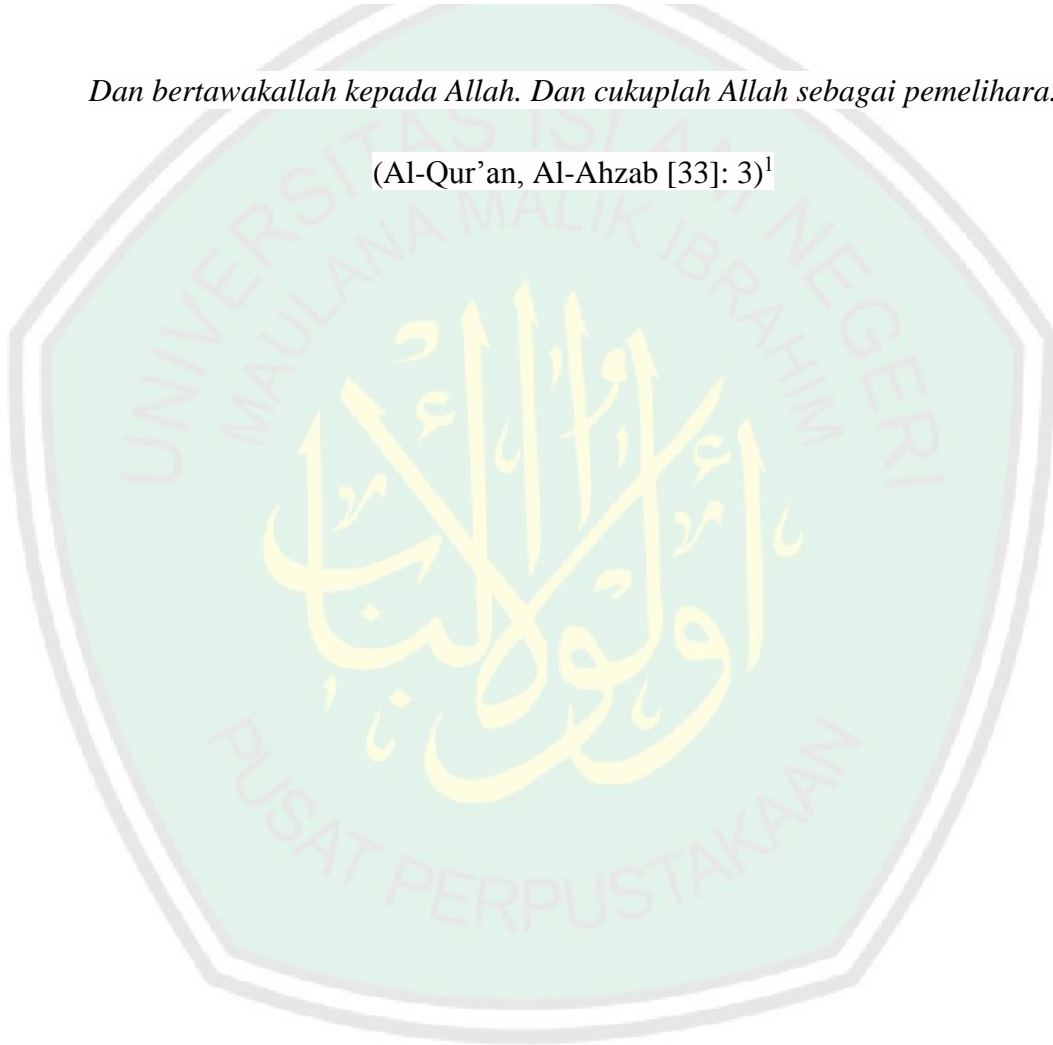 Dan bertawakallah kepada Allah. Dan cukuplah Allah sebagai pemelihara.
(Al-Qur’an, Al-Ahzab [33]: 3)¹
UNIVERSITAS ISLAM NEGERI
MAULANA MALIK IBRAHIM
أولوا الألباب
PUSAT PERPUSTAKAAN